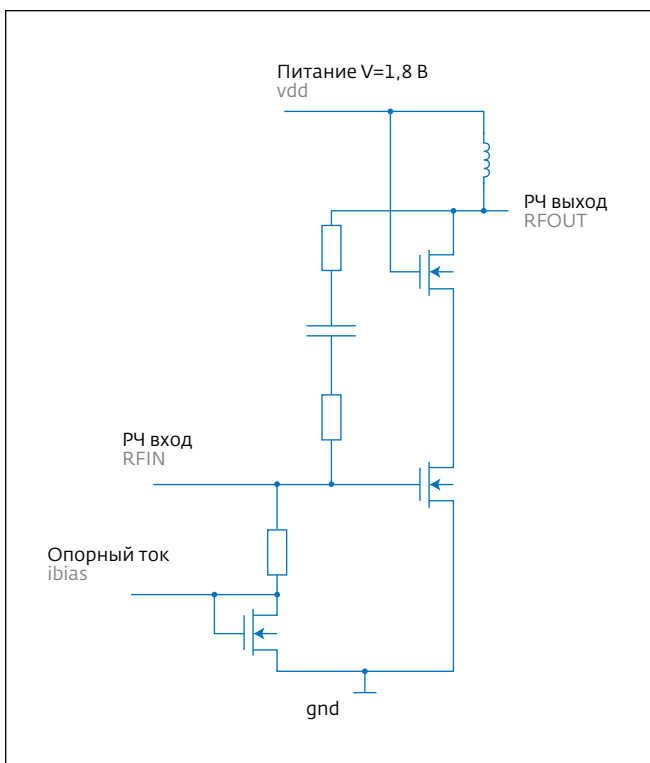 Питание V=1,8 В
vdd
РЧ выход
RFOUT
РЧ вход
RFIN
Опорный ток
ibias
gnd